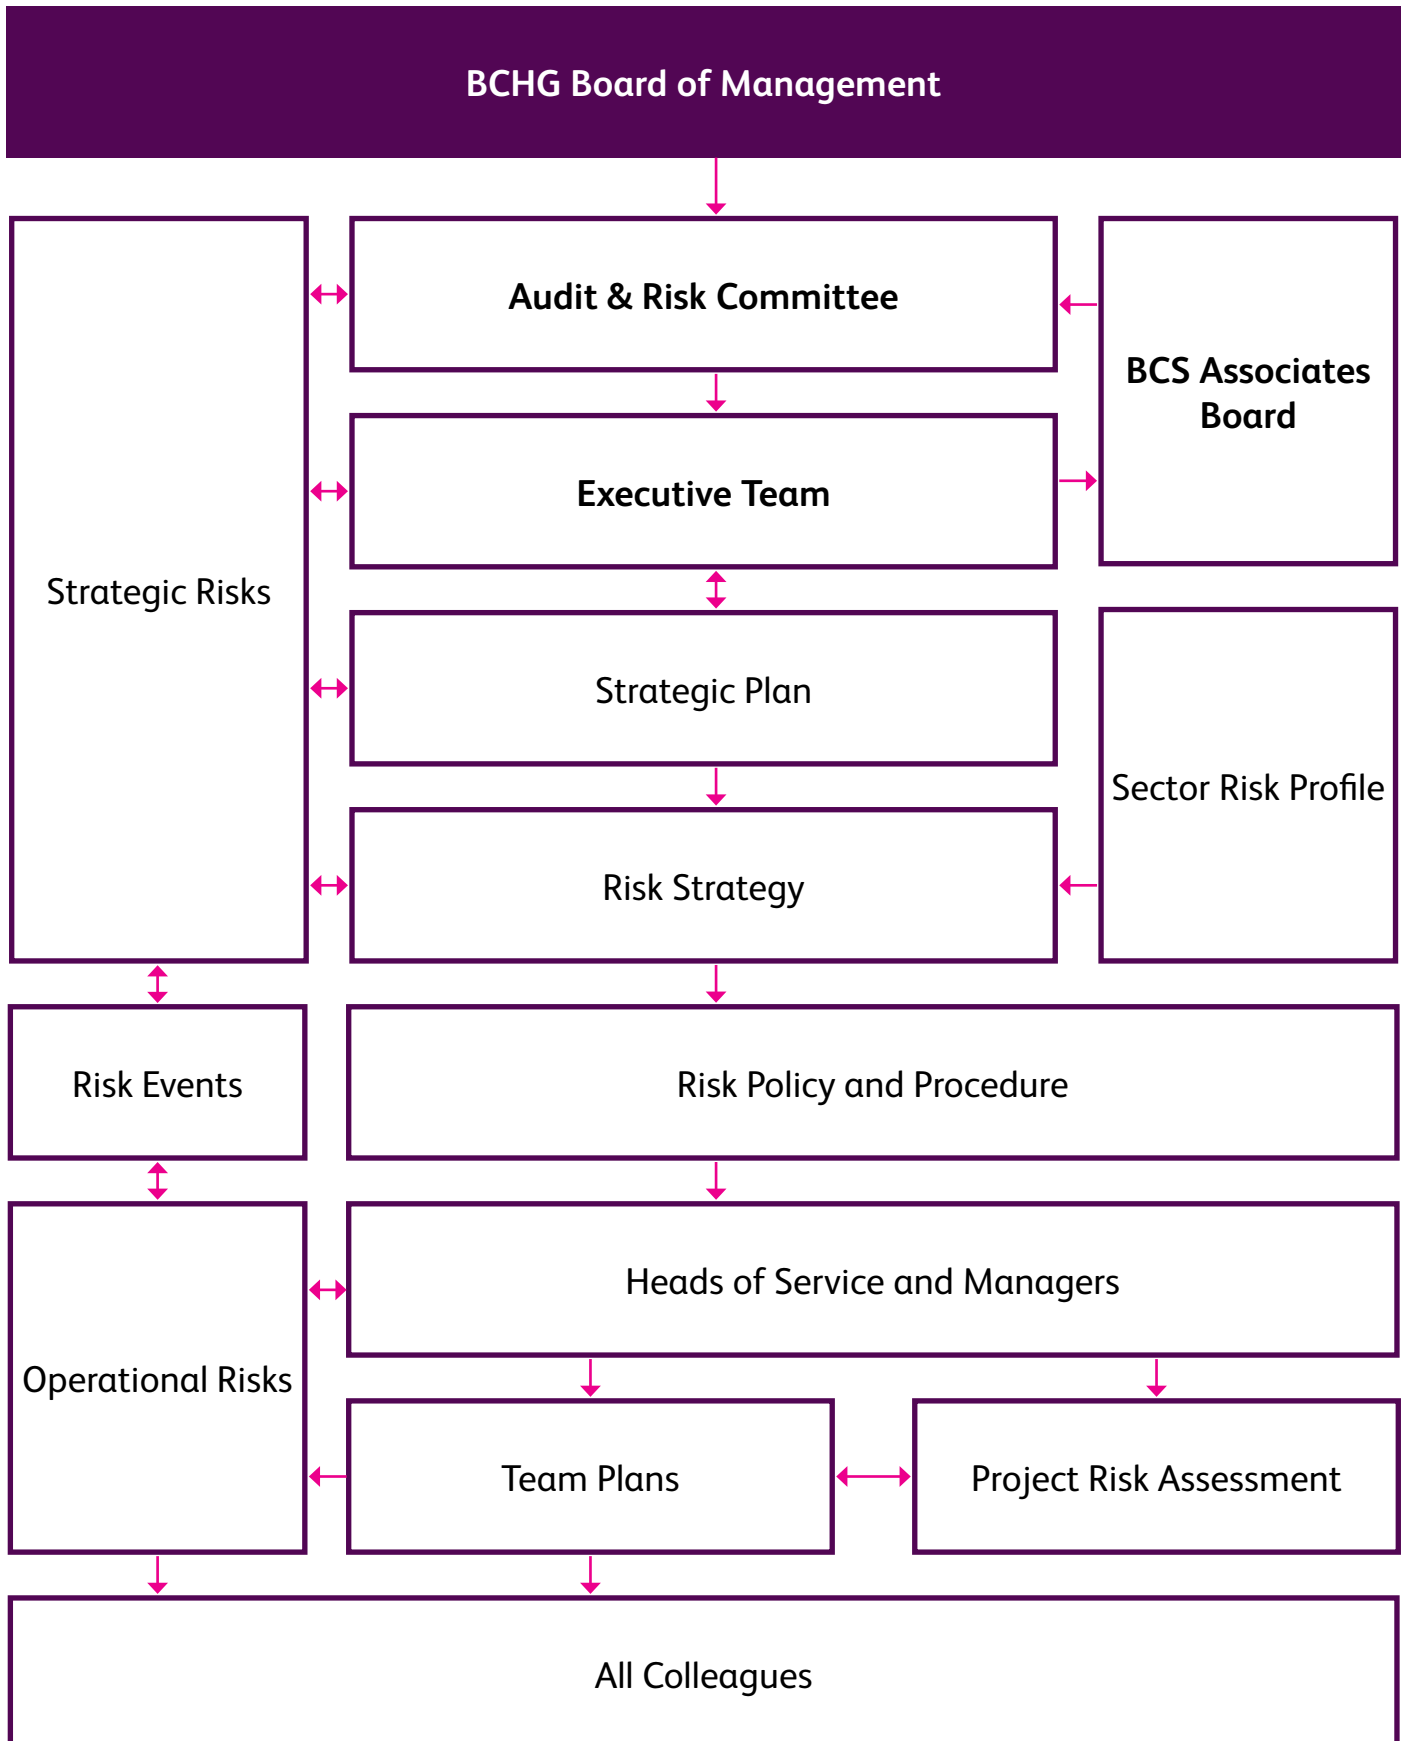 BCHG Board of Management
Audit & Risk Committee
BCS Associates
Board
Executive Team
Strategic Risks
Strategic Plan
Sector Risk Profile
Risk Strategy
Risk Events
Risk Policy and Procedure
Heads of Service and Managers
Operational Risks
Team Plans
Project Risk Assessment
All Colleagues